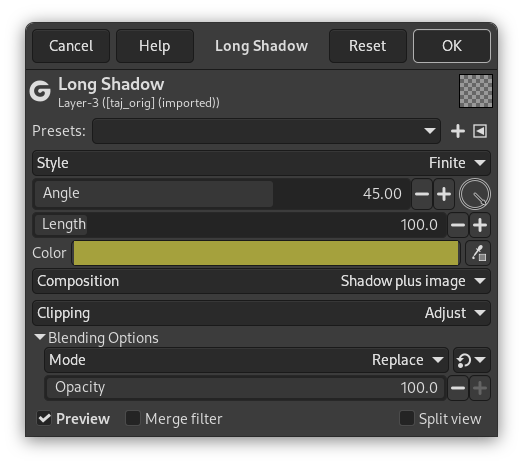 Cancel Help Long Shadow Reset OK
Long Shadow
Layer-3 ([taj_orig] (imported))
Presets:
Style Finite
Angle 45.00
Length 100.0
Color
Composition Shadow plus image
Clipping Adjust
Blending Options
Mode Replace
Opacity 100.0
Preview Merge filter Split view